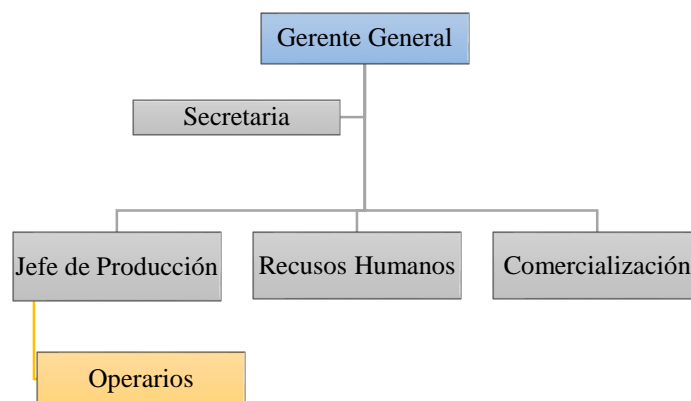 Gerente General
Secretaria
Jefe de Producción
Recusos Humanos
Comercialización
Operarios